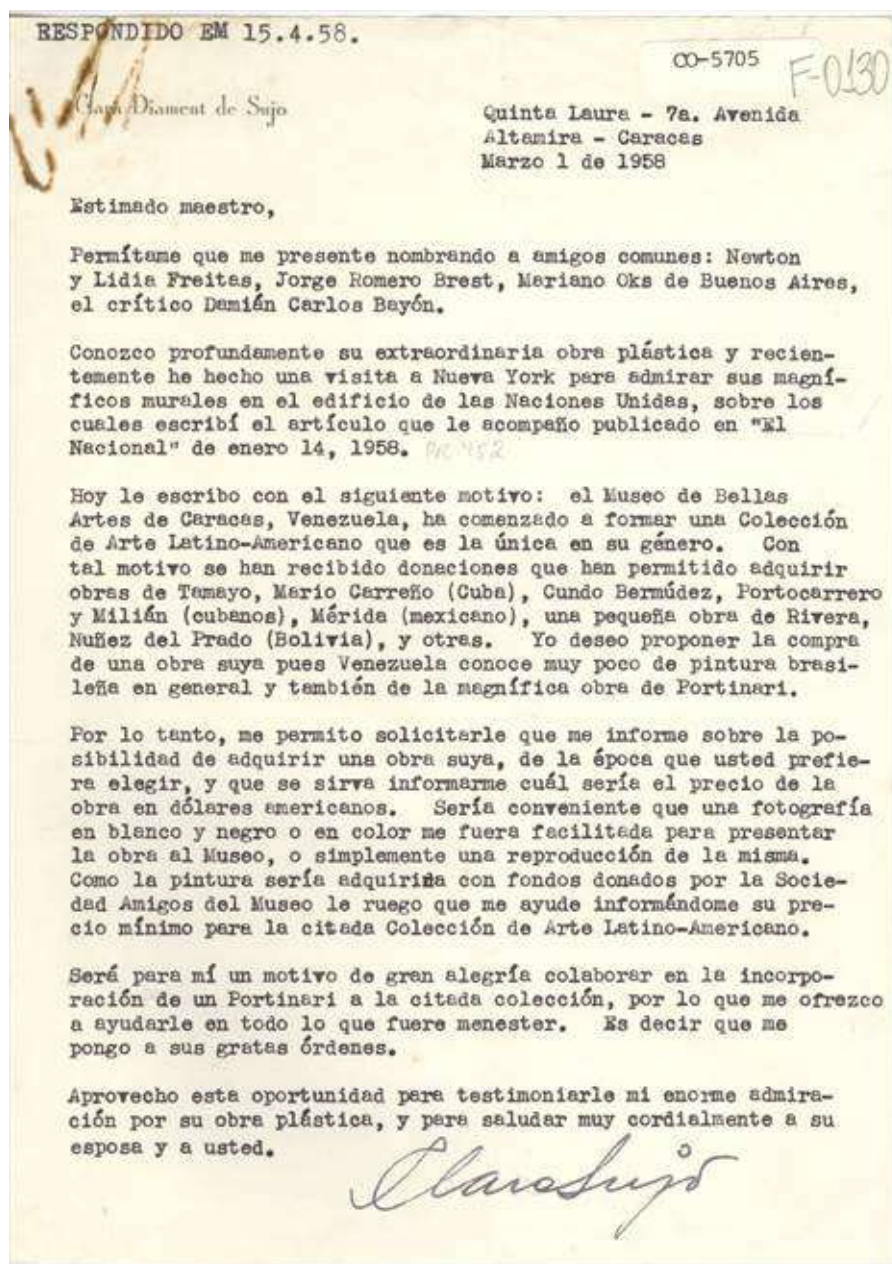 RESPONDIDO EM 15.4.58.
CO-5705
F-0130
Clara Diament de Sujo
Quinta Laura - 7a. Avenida
Altamira - Caracas
Marzo 1 de 1958
Estimado maestro,
Permítame que me presente nombrando a amigos comunes: Newton
y Lidia Freitas, Jorge Romero Brest, Mariano Oks de Buenos Aires,
el crítico Damián Carlos Bayón.
Conozco profundamente su extraordinaria obra plástica y recien-
temente he hecho una visita a Nueva York para admirar sus magní-
ficos murales en el edificio de las Naciones Unidas, sobre los
cuales escribí el artículo que le acompaño publicado en "El
Nacional" de enero 14, 1958.
Hoy le escribo con el siguiente motivo: el Museo de Bellas
Artes de Caracas, Venezuela, ha comenzado a formar una Colección
de Arte Latino-Americano que es la única en su género. Con
tal motivo se han recibido donaciones que han permitido adquirir
obras de Tamayo, Mario Carreño (Cuba), Cundo Bermúdez, Portocarrero
y Milián (cubanos), Mérida (mexicano), una pequeña obra de Rivera,
Nuñez del Prado (Bolivia), y otras. Yo deseo proponer la compra
de una obra suya pues Venezuela conoce muy poco de pintura brasi-
leña en general y también de la magnífica obra de Portinari.
Por lo tanto, me permito solicitarle que me informe sobre la po-
sibilidad de adquirir una obra suya, de la época que usted prefie-
ra elegir, y que se sirva informarme cuál sería el precio de la
obra en dólares americanos. Sería conveniente que una fotografía
en blanco y negro o en color me fuera facilitada para presentar
la obra al Museo, o simplemente una reproducción de la misma.
Como la pintura sería adquirida con fondos donados por la Socie-
dad Amigos del Museo le ruego que me ayude informándome su pre-
cio mínimo para la citada Colección de Arte Latino-Americano.
Será para mí un motivo de gran alegría colaborar en la incorpo-
ración de un Portinari a la citada colección, por lo que me ofrezco
a ayudarle en todo lo que fuere menester. Es decir que me
pongo a sus gratas órdenes.
Aprovecho esta oportunidad para testimoniarle mi enorme admira-
ción por su obra plástica, y para saludar muy cordialmente a su
esposa y a usted.
Clara Sujo